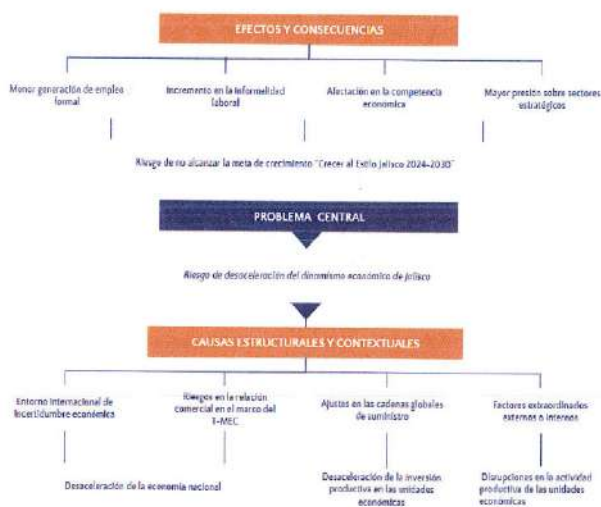 EFECTOS Y CONSECUENCIAS
Menor generación de empleo
formal
Incremento en la informalidad
laboral
Afectación en la competencia
económica
Mayor presión sobre sectores
estratégicos
Riesgo de no alcanzar la meta de crecimiento "Crecer al Estilo Jalisco 2024-2030"
PROBLEMA CENTRAL
Riesgo de desaceleración del dinamismo económico de Jalisco
CAUSAS ESTRUCTURALES Y CONTEXTUALES
Entorno internacional de
incertidumbre económica
Riesgos en la relación
comercial en el marco del
T-MEC
Ajustes en las cadenas globales
de suministro
Factores extraordinarios
externos o internos
Desaceleración de la economía nacional
Desaceleración de la inversión
productiva en las unidades
económicas
Disrupciones en la actividad
productiva de las unidades
económicas